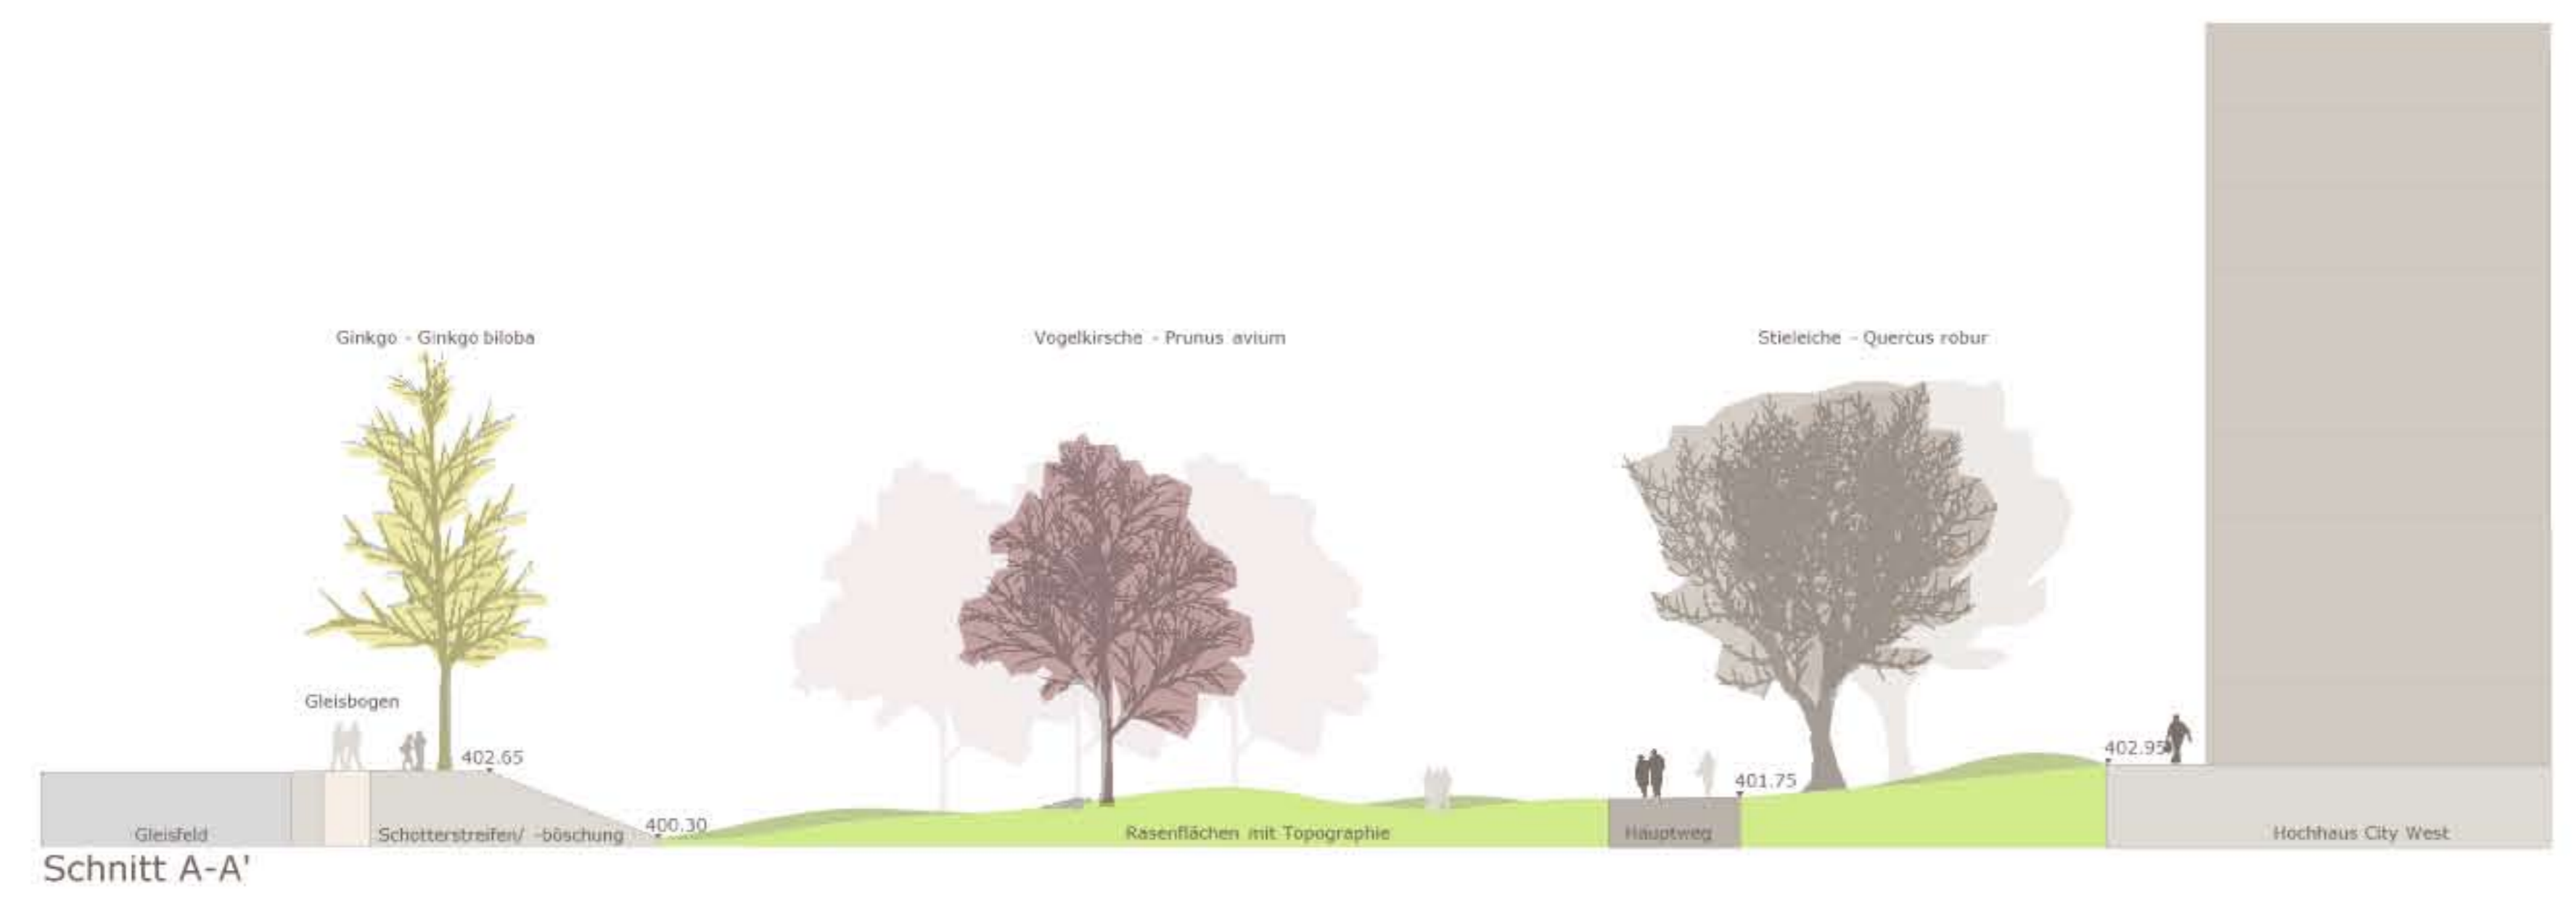 Ginkgo - Ginkgo biloba
Vogelkirsche - Prunus avium
Stieleiche - Quercus robur
Gleisbogen
402.65
400.30
401.75
402.95
Gleisfeld
Schotterstreifen/ -böschung
Rasenflächen mit Topographie
Hauptweg
Hochhaus City West
Schnitt A-A'